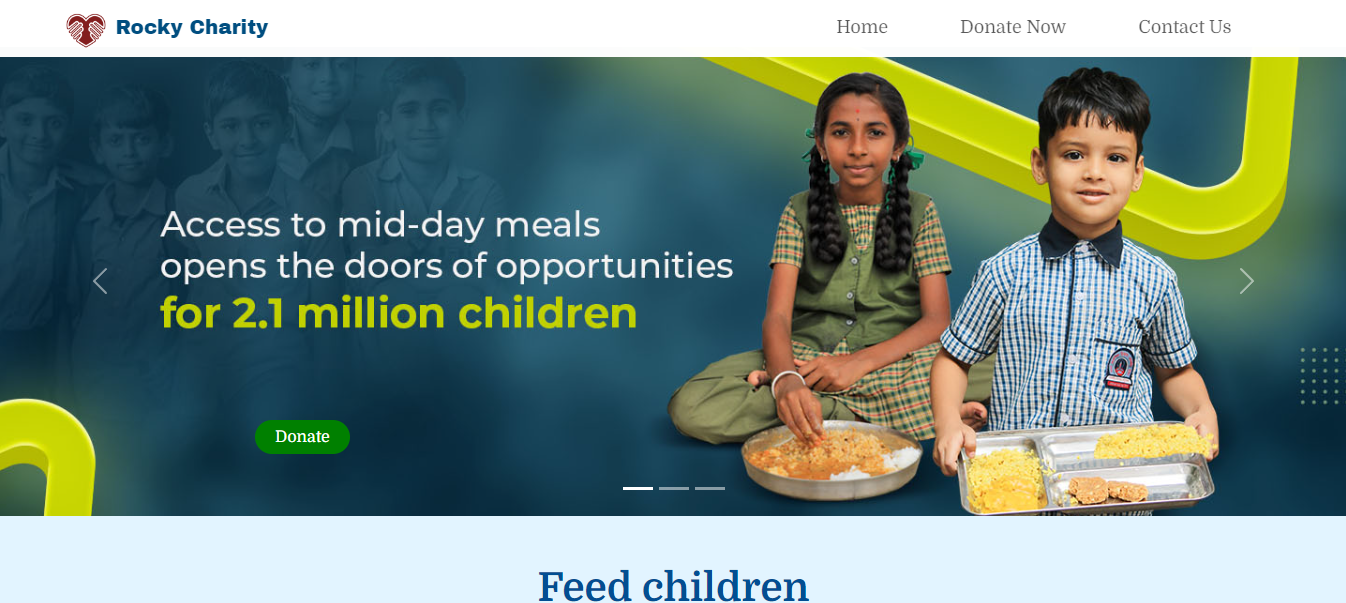 Rocky Charity
Home
Donate Now
Contact Us
Access to mid-day meals
opens the doors of opportunities
for 2.1 million children
Donate
Feed children